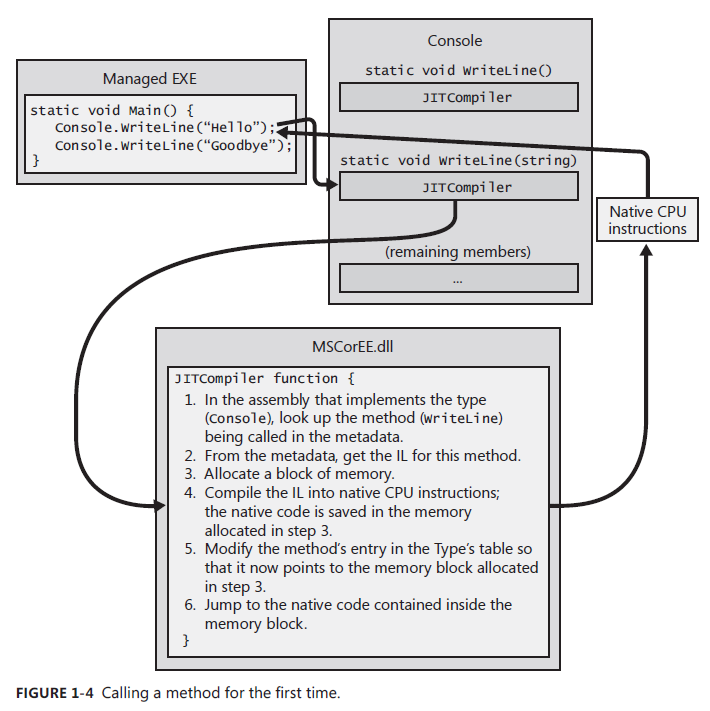 Managed EXE
static void Main() {
Console.WriteLine(“Hello”);
Console.WriteLine(“Goodbye”);
}
Console
static void WriteLine()
JITCompiler
static void WriteLine(string)
JITCompiler
(remaining members)
...
Native CPU
instructions
MSCorEE.dll
JITCompiler function {
1. In the assembly that implements the type
(Console), look up the method (WriteLine)
being called in the metadata.
2. From the metadata, get the IL for this method.
3. Allocate a block of memory.
4. Compile the IL into native CPU instructions;
the native code is saved in the memory
allocated in step 3.
5. Modify the method’s entry in the Type’s table so
that it now points to the memory block allocated
in step 3.
6. Jump to the native code contained inside the
memory block.
}
FIGURE 1-4 Calling a method for the first time.